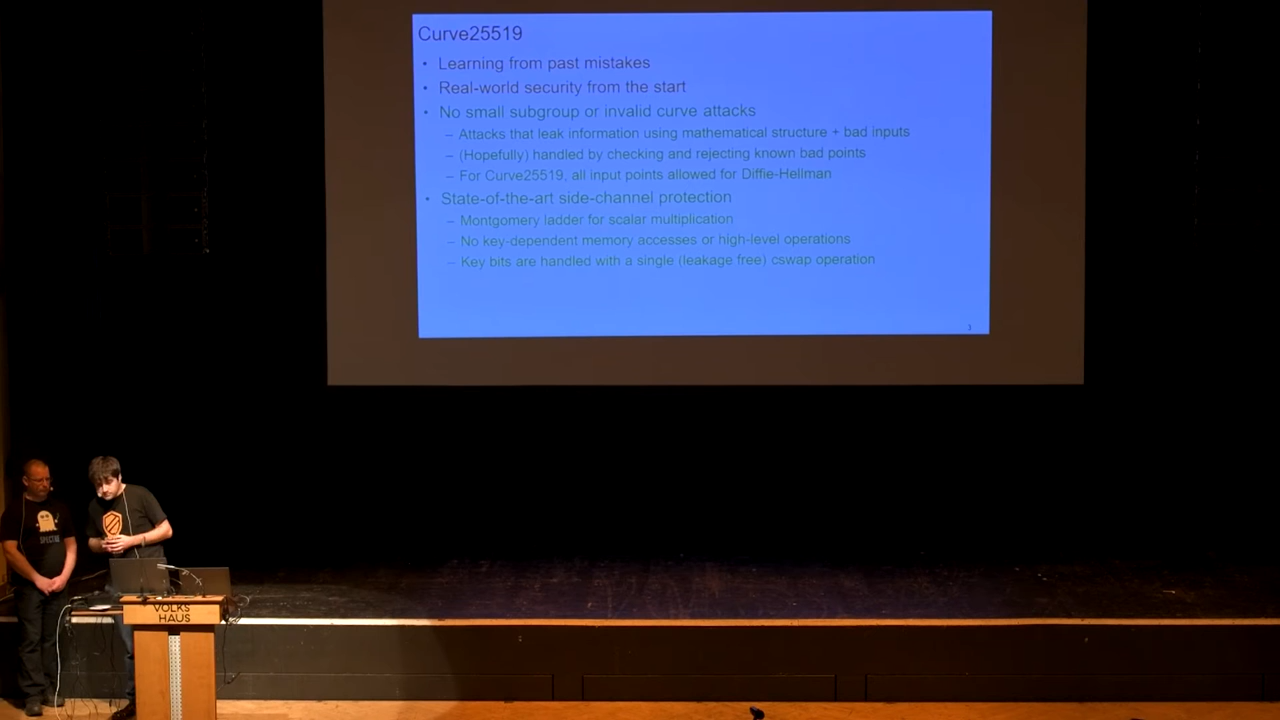 Curve25519
• Learning from past mistakes
• Real-world security from the start
• No small subgroup or invalid curve attacks
– Attacks that leak information using mathematical structure + bad inputs
– (Hopefully) handled by checking and rejecting known bad points
– For Curve25519, all input points allowed for Diffie-Hellman
• State-of-the-art side-channel protection
– Montgomery ladder for scalar multiplication
– No key-dependent memory accesses or high-level operations
– Key bits are handled with a single (leakage free) cswap operation
3
SPECTRE
VOLKS
HAUS